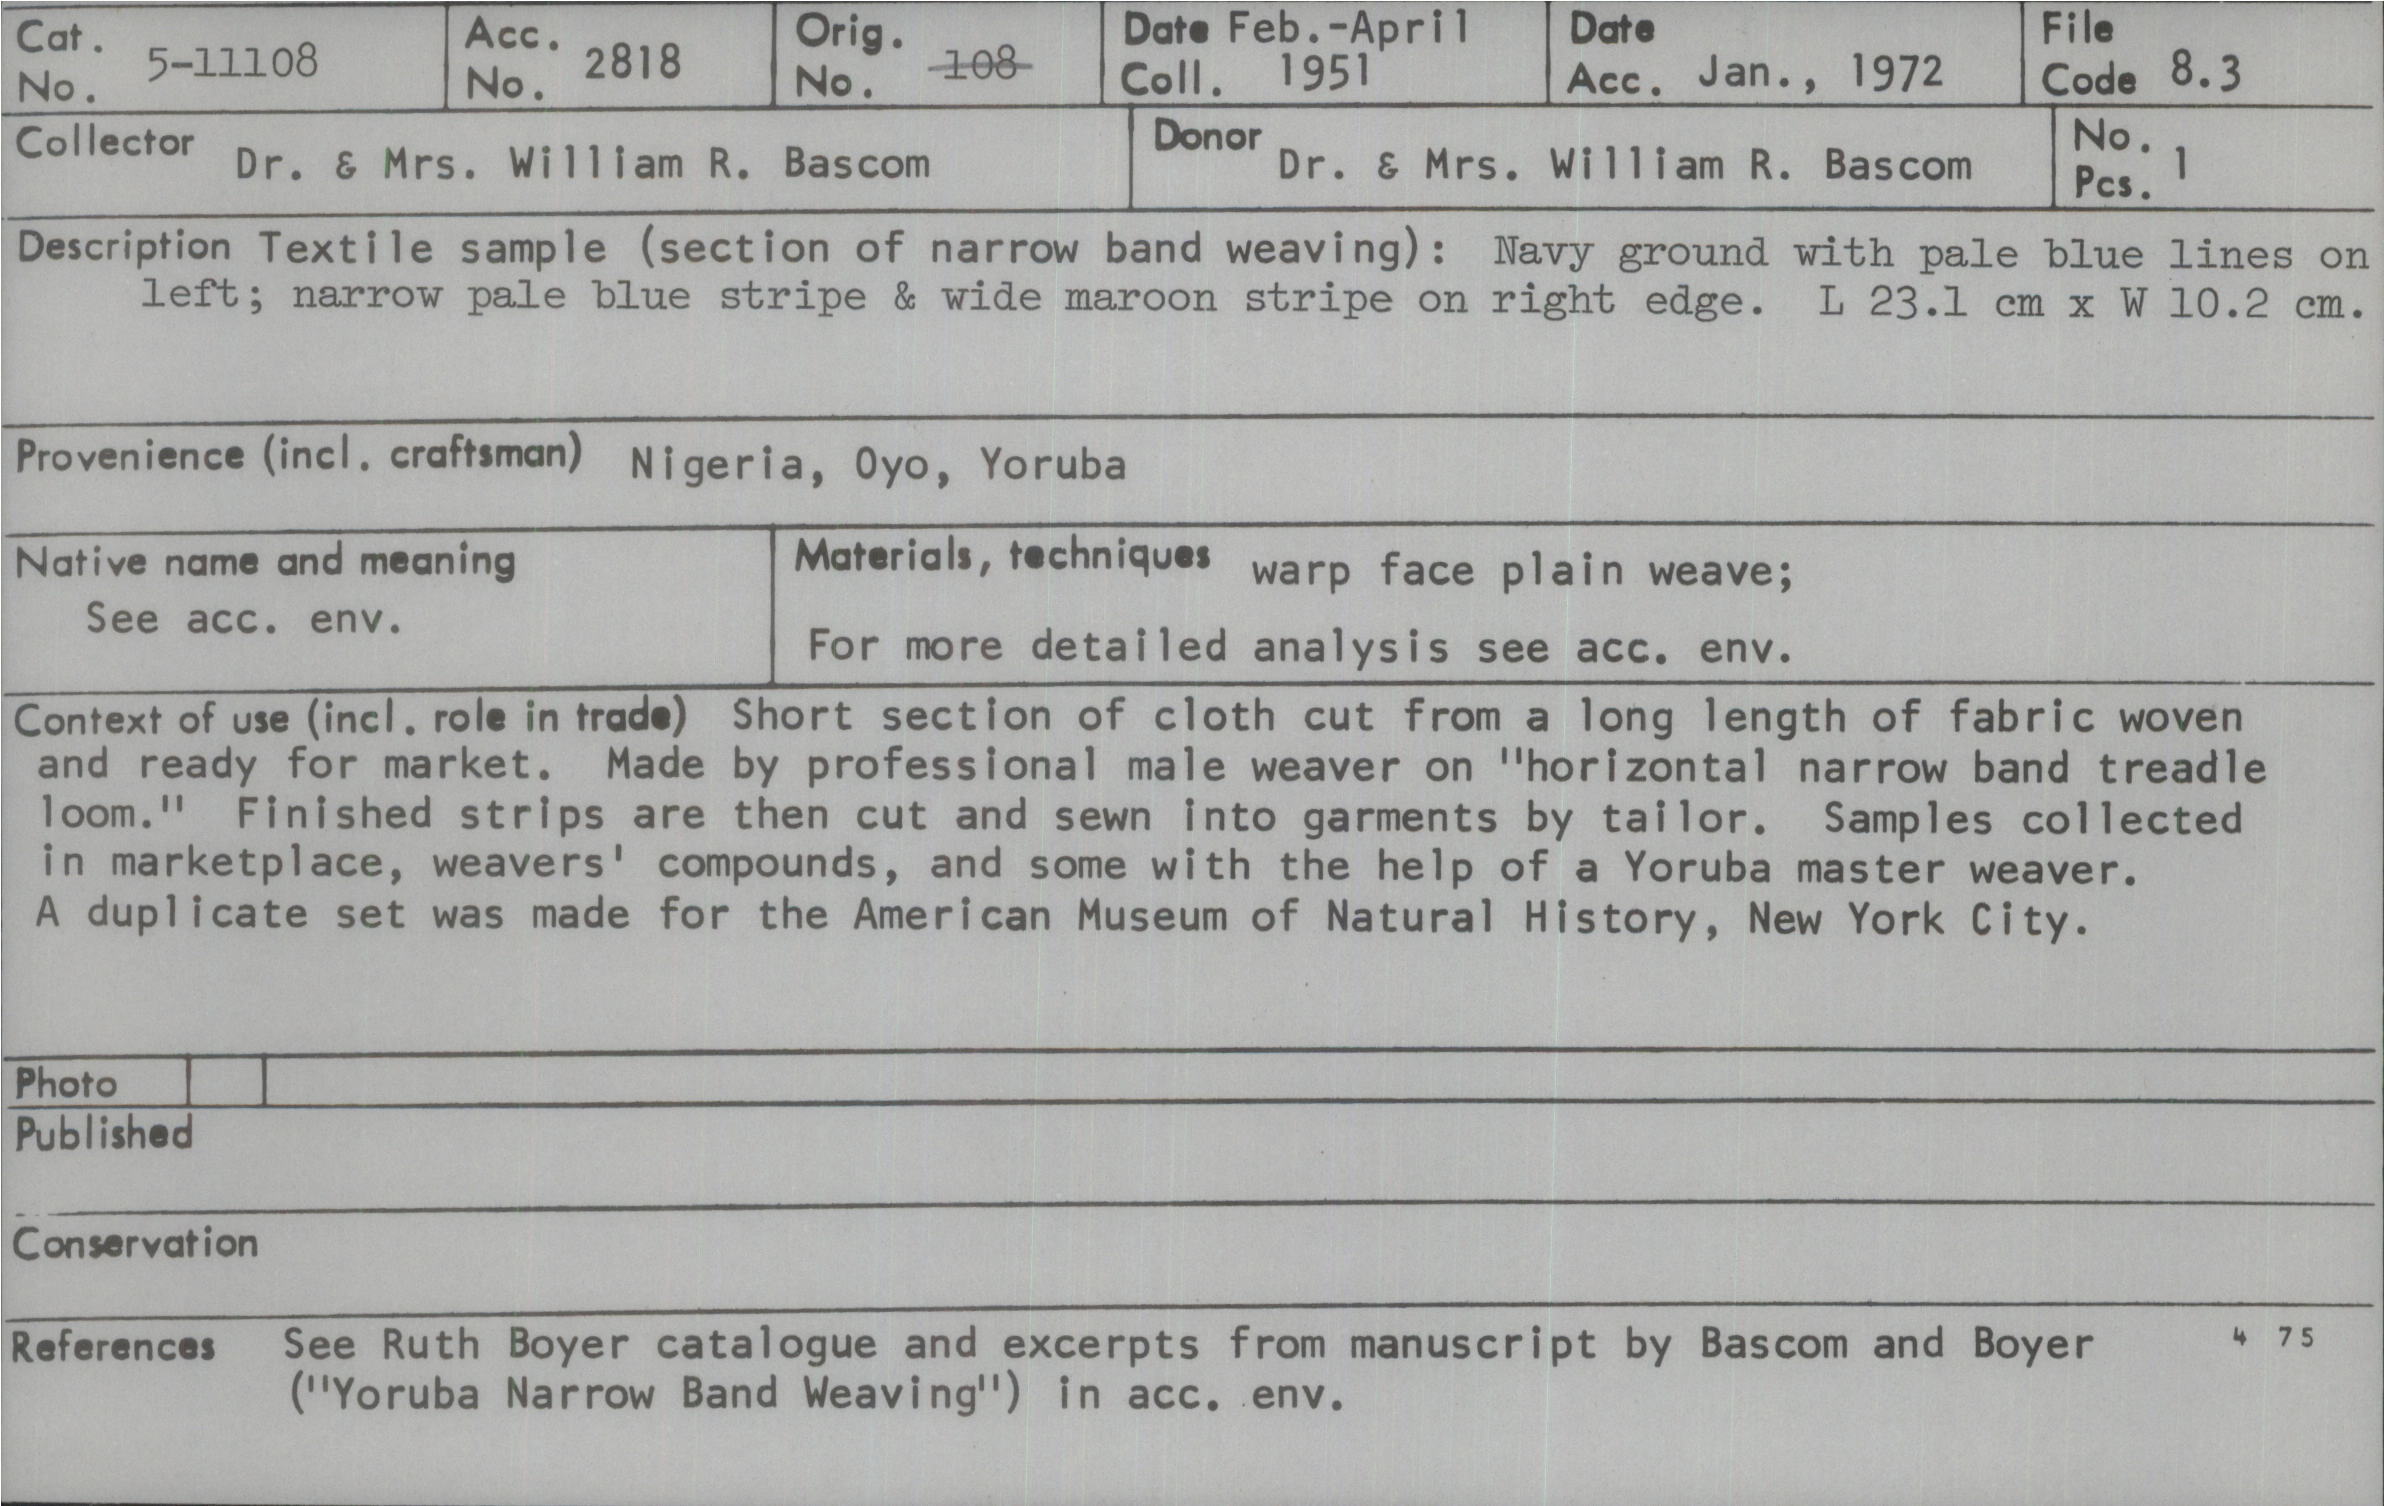 Cat. No. 5-11108 Acc. No. 2818 Orig. No. 108 Date Coll. Feb.-April 1951 Date Acc. Jan., 1972 File Code 8.3
Collector Dr. & Mrs. William R. Bascom Donor Dr. & Mrs. William R. Bascom No. Pcs. 1
Description Textile sample (section of narrow band weaving): Navy ground with pale blue lines on
left; narrow pale blue stripe & wide maroon stripe on right edge. L 23.1 cm x W 10.2 cm.
Provenience (incl. craftsman) Nigeria, Oyo, Yoruba
Native name and meaning
See acc. env.
Materials, techniques warp face plain weave;
For more detailed analysis see acc. env.
Context of use (incl. role in trade) Short section of cloth cut from a long length of fabric woven
and ready for market. Made by professional male weaver on "horizontal narrow band treadle
loom." Finished strips are then cut and sewn into garments by tailor. Samples collected
in marketplace, weavers' compounds, and some with the help of a Yoruba master weaver.
A duplicate set was made for the American Museum of Natural History, New York City.
Photo
Published
Conservation
References See Ruth Boyer catalogue and excerpts from manuscript by Bascom and Boyer 4 75
("Yoruba Narrow Band Weaving") in acc. env.